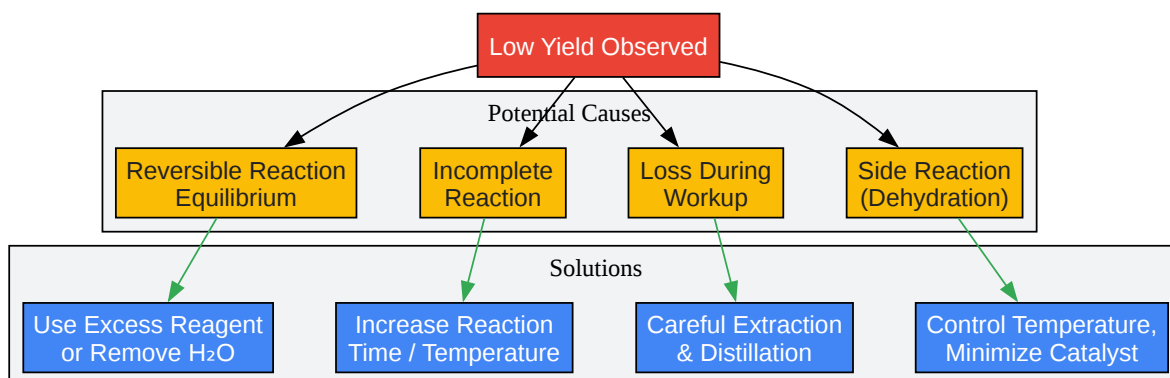 Low Yield Observed
Potential Causes
Reversible Reaction
Equilibrium
Incomplete
Reaction
Loss During
Workup
Side Reaction
(Dehydration)
Solutions
Use Excess Reagent
or Remove H₂O
Increase Reaction
Time / Temperature
Careful Extraction
& Distillation
Control Temperature,
Minimize Catalyst